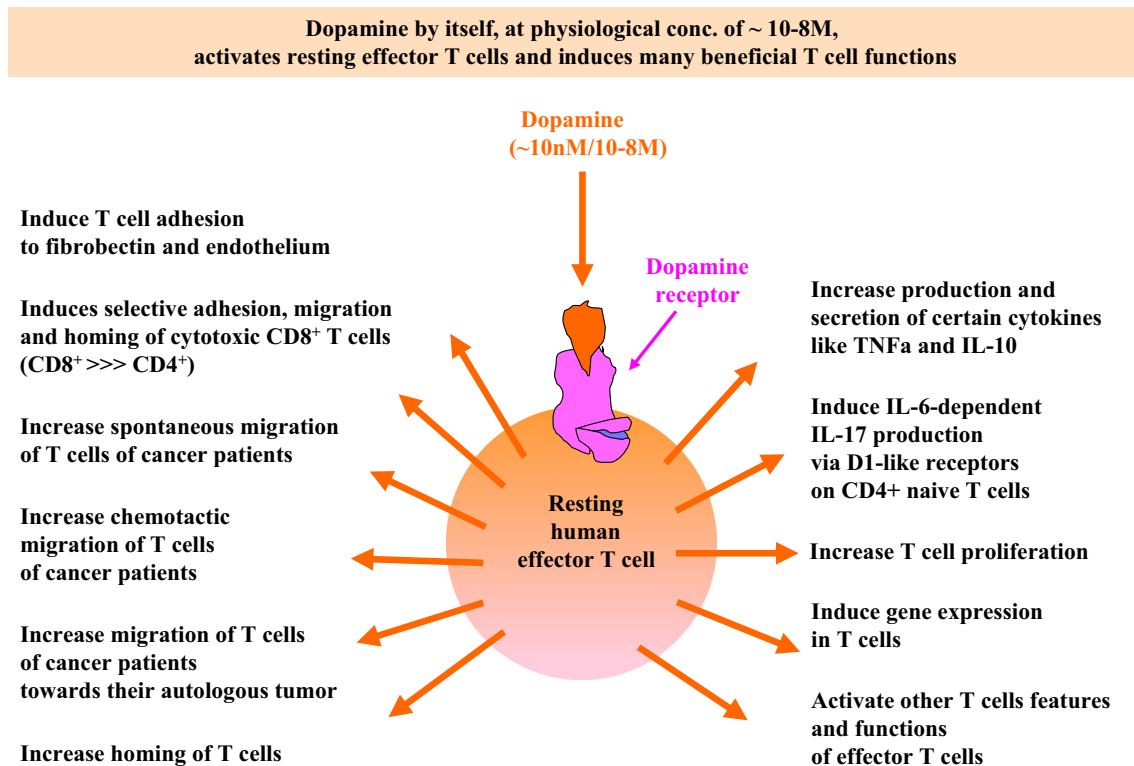 Dopamine by itself, at physiological conc. of ~ 10-8M,
activates resting effector T cells and induces many beneficial T cell functions
Dopamine
(~10nM/10-8M)
Dopamine
receptor
Induce T cell adhesion
to fibrobectin and endothelium
Induces selective adhesion, migration
and homing of cytotoxic CD8⁺ T cells
(CD8⁺ >>> CD4⁺)
Increase spontaneous migration
of T cells of cancer patients
Increase chemotactic
migration of T cells
of cancer patients
Increase migration of T cells
of cancer patients
towards their autologous tumor
Increase homing of T cells
Resting
human
effector T cell
Increase production and
secretion of certain cytokines
like TNFa and IL-10
Induce IL-6-dependent
IL-17 production
via D1-like receptors
on CD4+ naive T cells
Increase T cell proliferation
Induce gene expression
in T cells
Activate other T cells features
and functions
of effector T cells